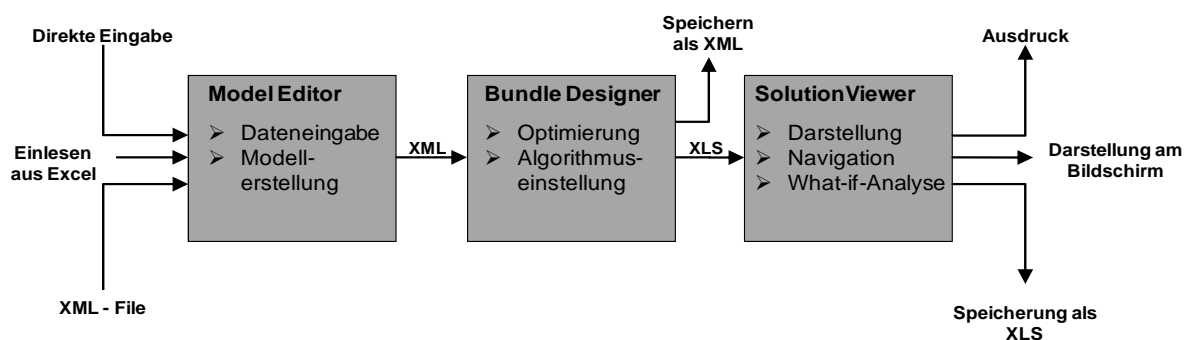 Direkte Eingabe
Einlesen
aus Excel
XML - File
Model Editor
➢ Dateneingabe
➢ Modell-
erstellung
XML
Bundle Designer
➢ Optimierung
➢ Algorithmus-
einstellung
Speichern
als XML
XLS
SolutionViewer
➢ Darstellung
➢ Navigation
➢ What-if-Analyse
Ausdruck
Darstellung am
Bildschirm
Speicherung als
XLS